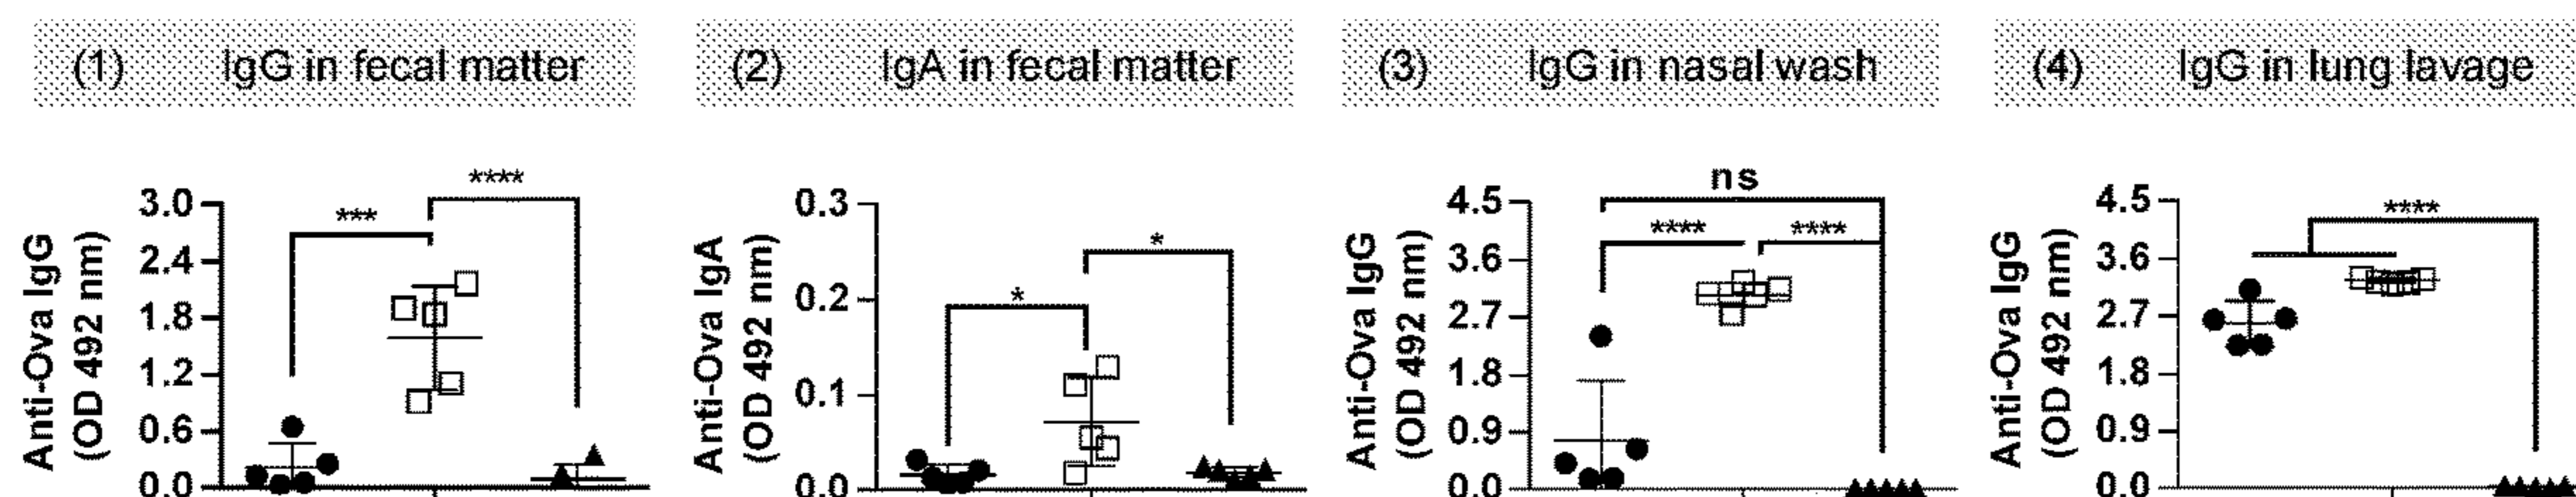 (1) IgG in fecal matter
(2) IgA in fecal matter
(3) IgG in nasal wash
(4) IgG in lung lavage
Anti-Ova IgG
(OD 492 nm)
3.0
2.4
1.8
1.2
0.6
0.0
***
****
Anti-Ova IgA
(OD 492 nm)
0.3
0.2
0.1
0.0
*
*
Anti-Ova IgG
(OD 492 nm)
4.5
3.6
2.7
1.8
0.9
0.0
ns
****
****
Anti-Ova IgG
(OD 492 nm)
4.5
3.6
2.7
1.8
0.9
0.0
****